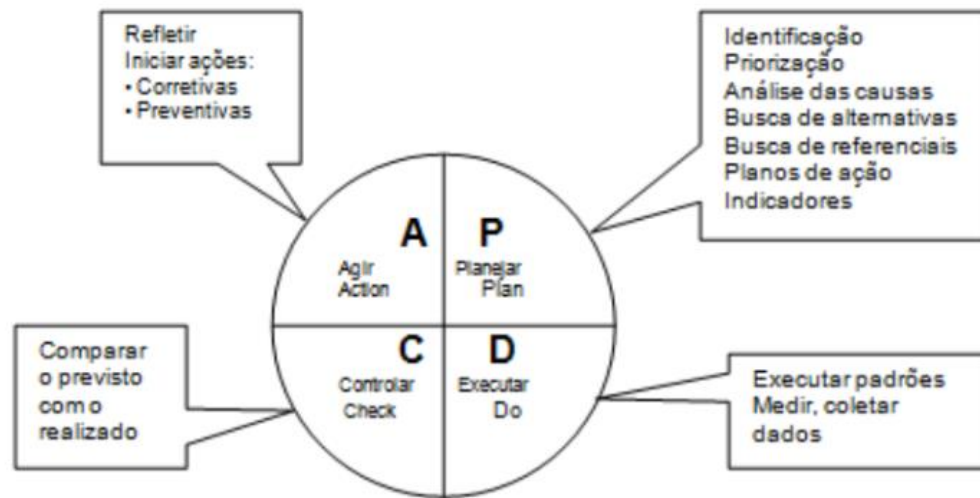 Refletir
Iniciar ações:
• Corretivas
• Preventivas
Identificação
Priorização
Análise das causas
Busca de alternativas
Busca de referenciais
Planos de ação
Indicadores
A
Agir
Action
P
Planejar
Plan
C
Controlar
Check
D
Executar
Do
Comparar
o previsto
com o
realizado
Executar padrões
Medir, coletar
dados